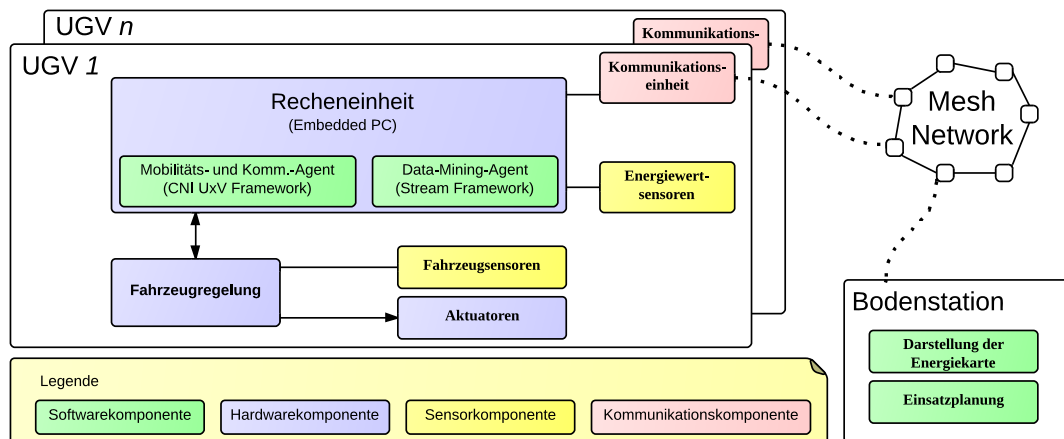 UGV n
Kommunikations-
UGV 1
Kommunikations-
einheit
Recheneinheit
(Embedded PC)
Mobilitäts- und Komm.-Agent
(CNI UxV Framework)
Data-Mining-Agent
(Stream Framework)
Energiewert-
sensoren
Mesh
Network
Fahrzeugregelung
Fahrzeugsensoren
Aktuatoren
Bodenstation
Darstellung der
Energiekarte
Einsatzplanung
Legende
Softwarekomponente
Hardwarekomponente
Sensorkomponente
Kommunikationskomponente